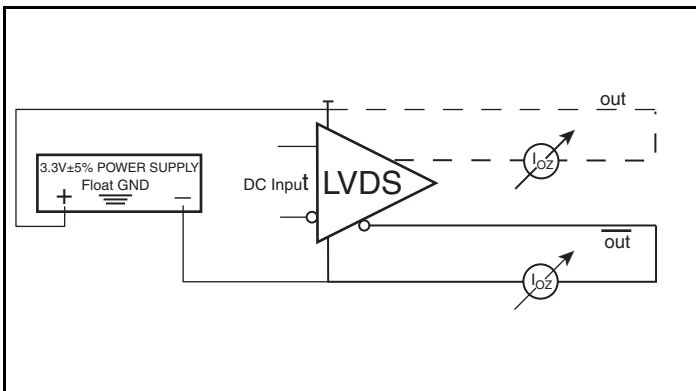 out
3.3V±5% POWER SUPPLY
Float GND
+ −
IOZ
DC Input
LVDS
out
IOZ